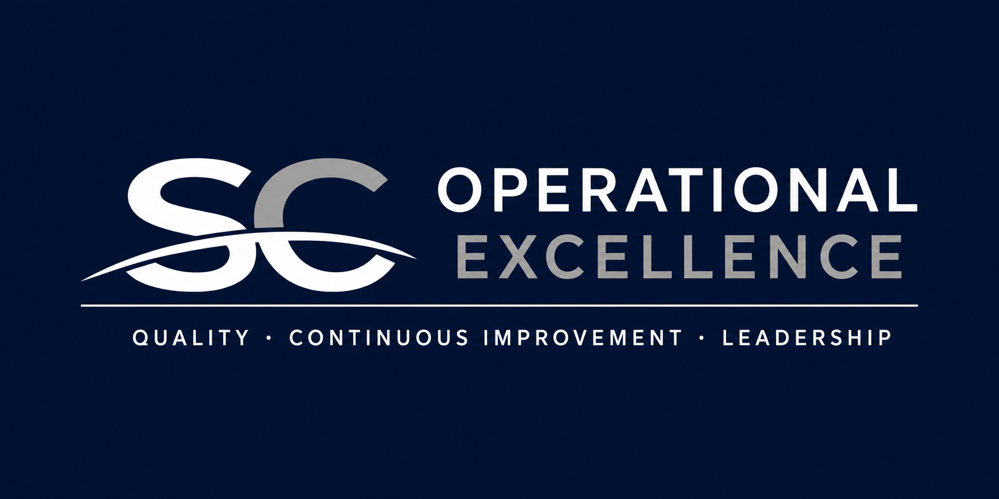 SC
OPERATIONAL
EXCELLENCE
QUALITY · CONTINUOUS IMPROVEMENT · LEADERSHIP